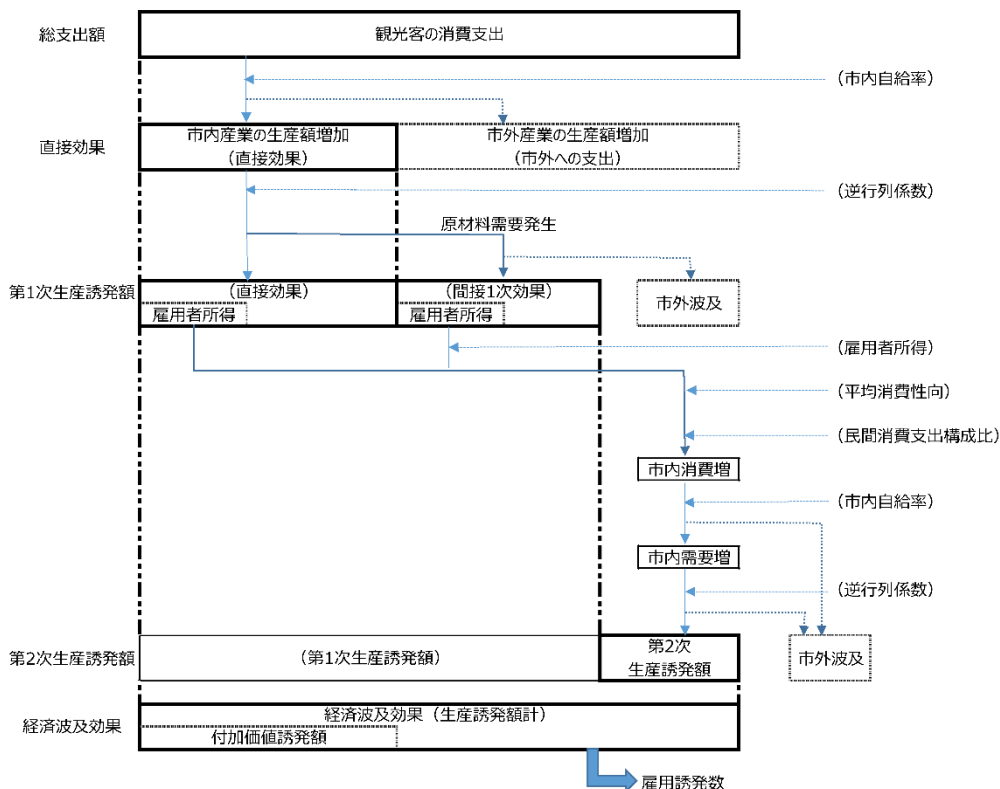 総支出額
観光客の消費支出
（市内自給率）
直接効果
市内産業の生産額増加
（直接効果）
市外産業の生産額増加
（市外への支出）
（逆行列係数）
原材料需要発生
第1次生産誘発額
（直接効果）
雇用者所得
（間接1次効果）
雇用者所得
市外波及
（雇用者所得）
（平均消費性向）
（民間消費支出構成比）
市内消費増
（市内自給率）
市内需要増
（逆行列係数）
第2次生産誘発額
（第1次生産誘発額）
第2次
生産誘発額
市外波及
経済波及効果
経済波及効果（生産誘発額計）
付加価値誘発額
雇用誘発数